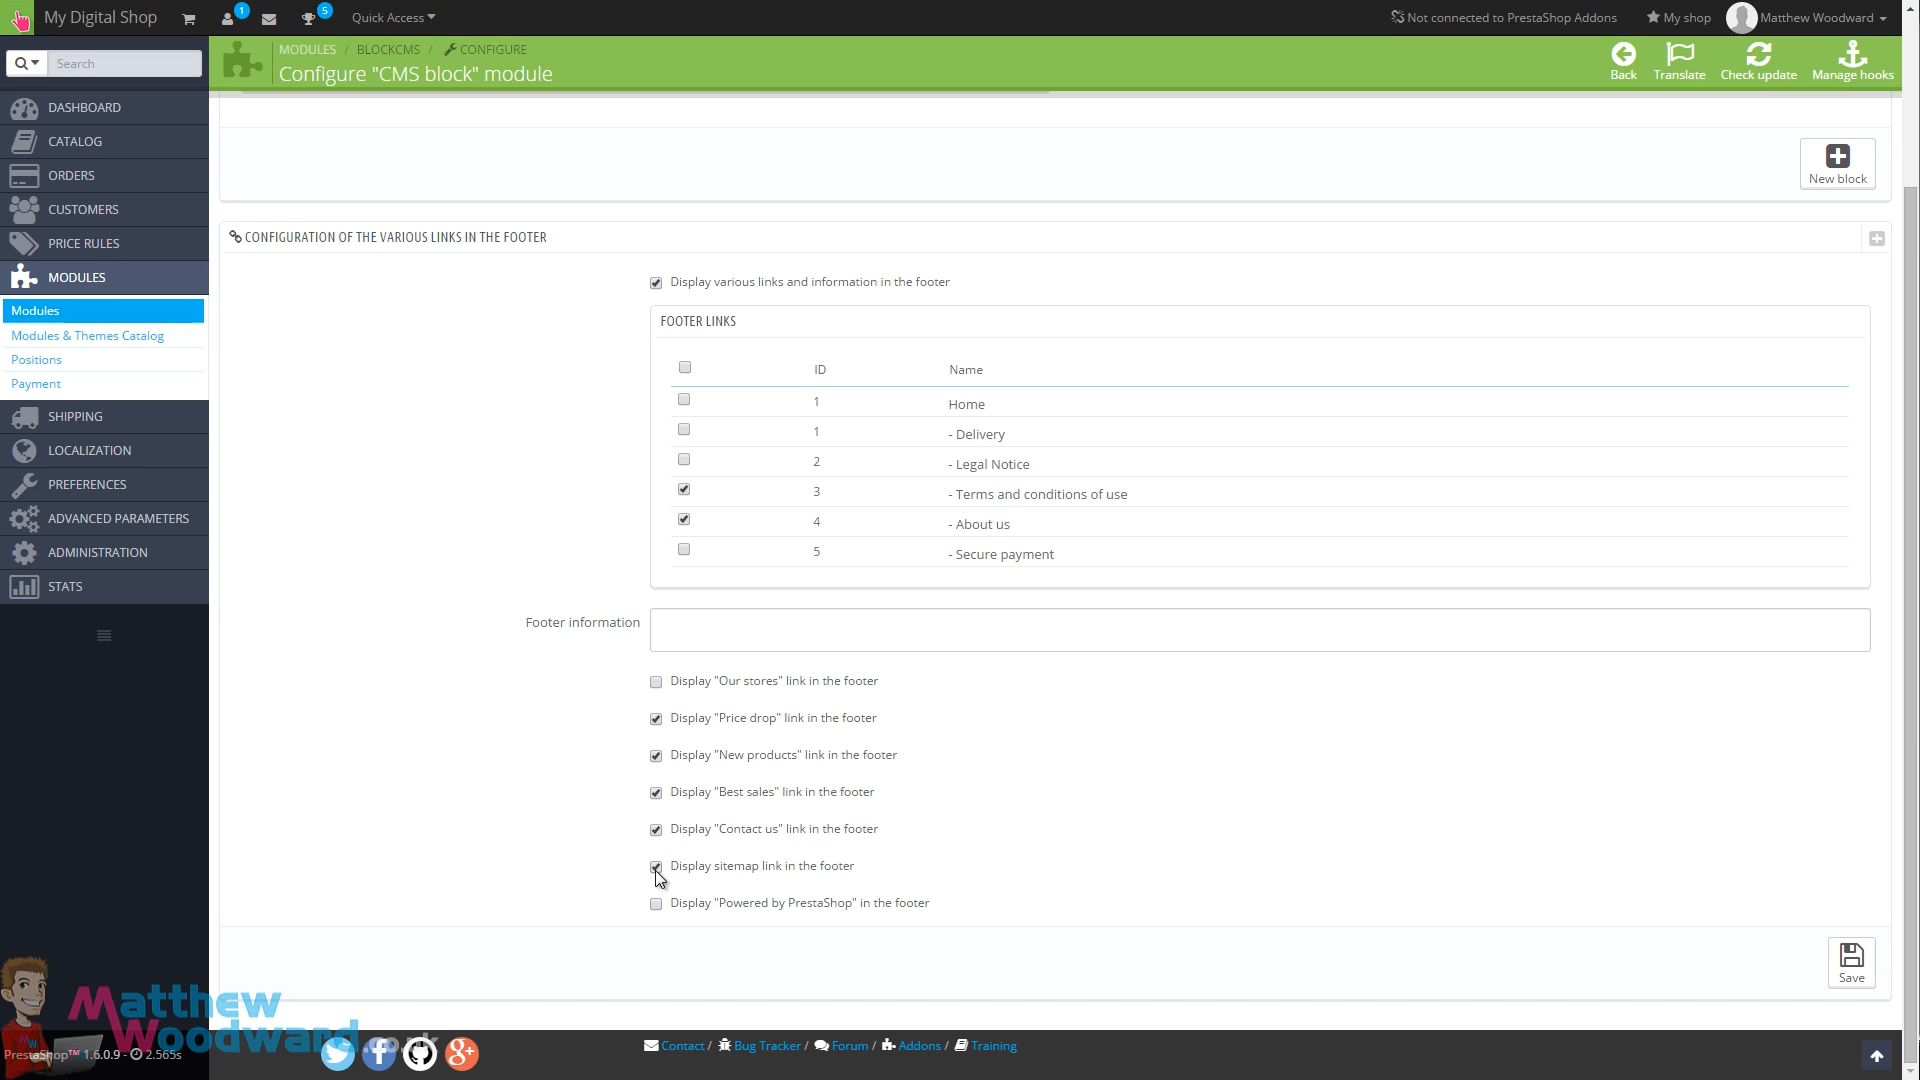 My Digital Shop
1
5
Quick Access
Not connected to PrestaShop Addons
My shop
Matthew Woodward
Search
MODULES / BLOCKCMS / CONFIGURE
Configure "CMS block" module
Back
Translate
Check update
Manage hooks
DASHBOARD
CATALOG
ORDERS
CUSTOMERS
PRICE RULES
MODULES
Modules
Modules & Themes Catalog
Positions
Payment
SHIPPING
LOCALIZATION
PREFERENCES
ADVANCED PARAMETERS
ADMINISTRATION
STATS
New block
CONFIGURATION OF THE VARIOUS LINKS IN THE FOOTER
Display various links and information in the footer
FOOTER LINKS
ID Name
1 Home
1 - Delivery
2 - Legal Notice
3 - Terms and conditions of use
4 - About us
5 - Secure payment
Footer information
Display "Our stores" link in the footer
Display "Price drop" link in the footer
Display "New products" link in the footer
Display "Best sales" link in the footer
Display "Contact us" link in the footer
Display sitemap link in the footer
Display "Powered by PrestaShop" in the footer
Save
Matthew
Woodward
MW
PrestaShop™ 1.6.0.9 - 2.565s
Contact / Bug Tracker / Forum / Addons / Training